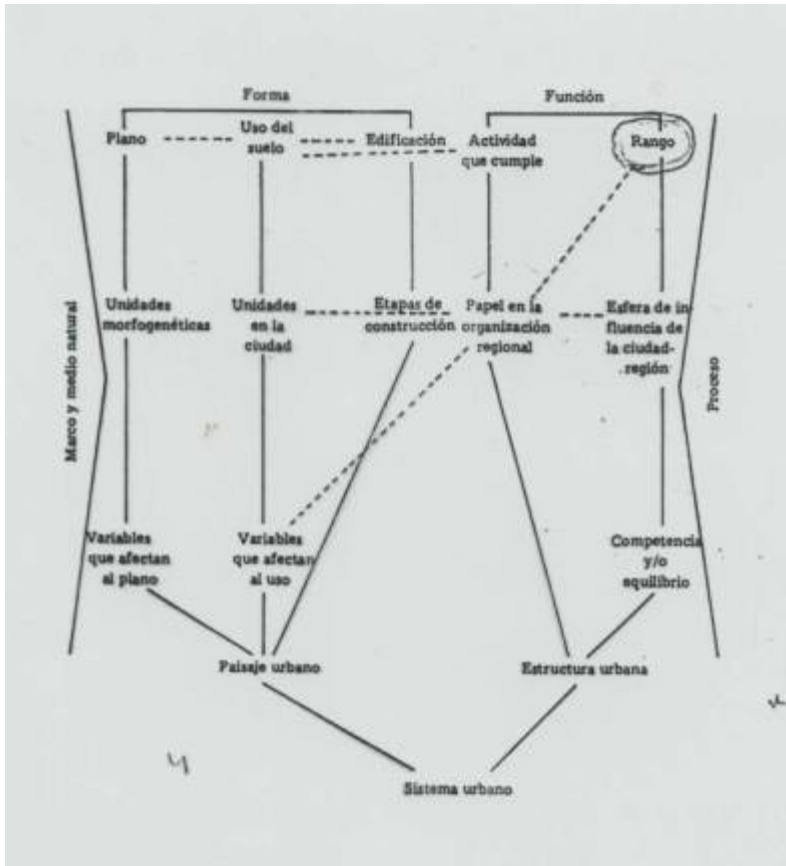 Forma
Función
Plano
Uso del
suelo
Edificación
Actividad
que cumple
Rango
Unidades
morfogenéticas
Unidades
en la
ciudad
Etapas de
construcción
Papel en la
organización
regional
Esfera de in
fluencia de
la ciudad-
región
Marco y medio natural
Proceso
Variables
que afectan
al plano
Variables
que afectan
al uso
Competencia
y/o
equilibrio
Paisaje urbano
Estructura urbana
Sistema urbano